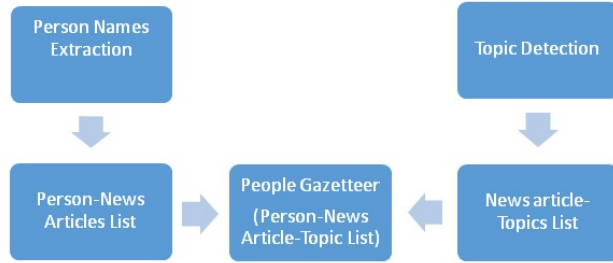 Person Names
Extraction
Topic Detection
Person-News
Articles List
People Gazetteer
(Person-News
Article-Topic List)
News article-
Topics List